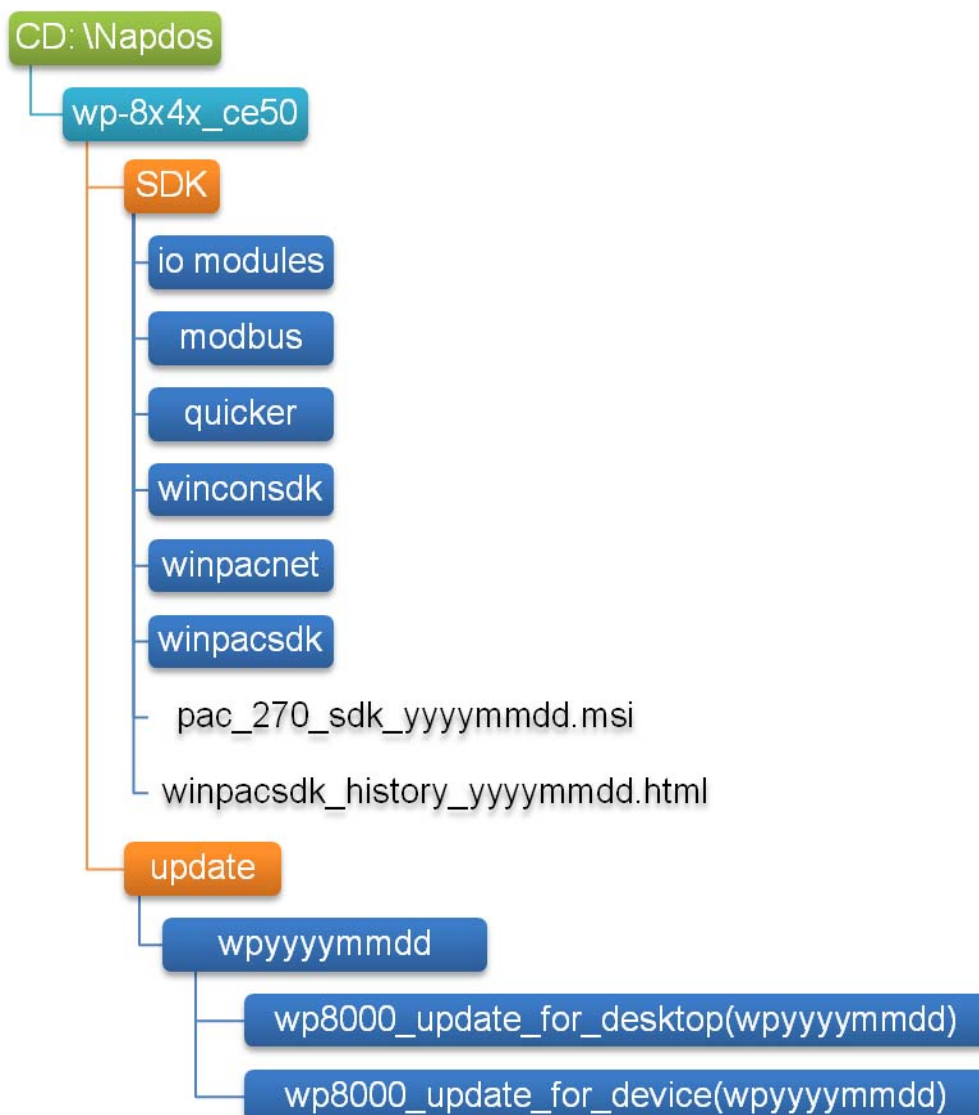 CD: \Napdos
wp-8x4x_ce50
SDK
io modules
modbus
quicker
winconsdk
winpacnet
winpacsdk
pac_270_sdk_yyyymmdd.msi
winpacsdk_history_yyyymmdd.html
update
wpyyyymmdd
wp8000_update_for_desktop(wpyyyymmdd)
wp8000_update_for_device(wpyyyymmdd)